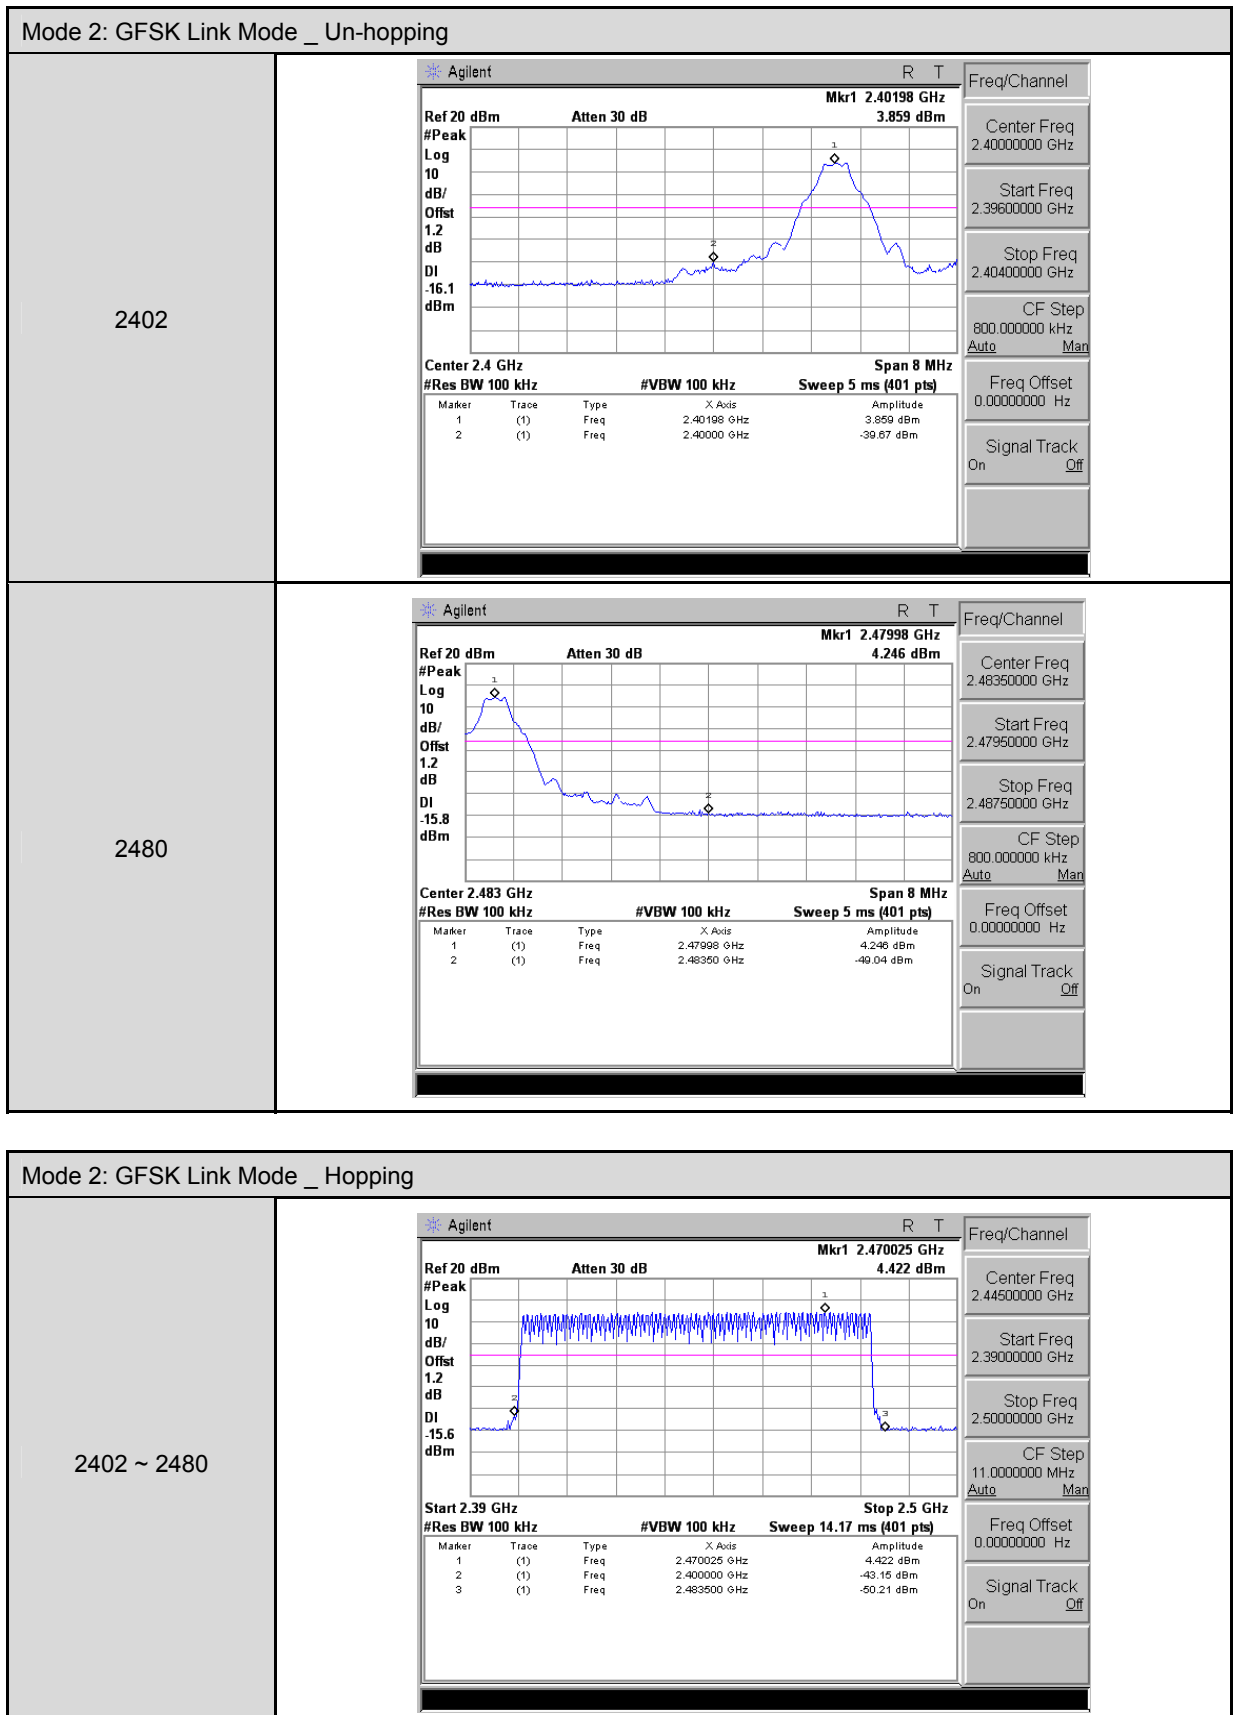 Mode 2: GFSK Link Mode _ Un-hopping
2402
Agilent R T
Mkr1 2.40198 GHz
Ref 20 dBm Atten 30 dB 3.859 dBm
#Peak
Log
10
dB/
Offst
1.2
dB
DI
-16.1
dBm
1
2
Center 2.4 GHz Span 8 MHz
#Res BW 100 kHz #VBW 100 kHz Sweep 5 ms (401 pts)
Marker Trace Type X Axis Amplitude
1 (1) Freq 2.40198 GHz 3.859 dBm
2 (1) Freq 2.40000 GHz -39.67 dBm
Freq/Channel
Center Freq
2.40000000 GHz
Start Freq
2.39600000 GHz
Stop Freq
2.40400000 GHz
CF Step
800.000000 kHz
Auto Man
Freq Offset
0.00000000 Hz
Signal Track
On Off
2480
Agilent R T
Mkr1 2.47998 GHz
Ref 20 dBm Atten 30 dB 4.246 dBm
#Peak
Log
10
dB/
Offst
1.2
dB
DI
-15.8
dBm
1
2
Center 2.483 GHz Span 8 MHz
#Res BW 100 kHz #VBW 100 kHz Sweep 5 ms (401 pts)
Marker Trace Type X Axis Amplitude
1 (1) Freq 2.47998 GHz 4.246 dBm
2 (1) Freq 2.48350 GHz -49.04 dBm
Freq/Channel
Center Freq
2.48350000 GHz
Start Freq
2.47950000 GHz
Stop Freq
2.48750000 GHz
CF Step
800.000000 kHz
Auto Man
Freq Offset
0.00000000 Hz
Signal Track
On Off
Mode 2: GFSK Link Mode _ Hopping
2402 ~ 2480
Agilent R T
Mkr1 2.470025 GHz
Ref 20 dBm Atten 30 dB 4.422 dBm
#Peak
Log
10
dB/
Offst
1.2
dB
DI
-15.6
dBm
1
2
3
Start 2.39 GHz Stop 2.5 GHz
#Res BW 100 kHz #VBW 100 kHz Sweep 14.17 ms (401 pts)
Marker Trace Type X Axis Amplitude
1 (1) Freq 2.470025 GHz 4.422 dBm
2 (1) Freq 2.400000 GHz -43.15 dBm
3 (1) Freq 2.483500 GHz -50.21 dBm
Freq/Channel
Center Freq
2.44500000 GHz
Start Freq
2.39000000 GHz
Stop Freq
2.50000000 GHz
CF Step
11.0000000 MHz
Auto Man
Freq Offset
0.00000000 Hz
Signal Track
On Off